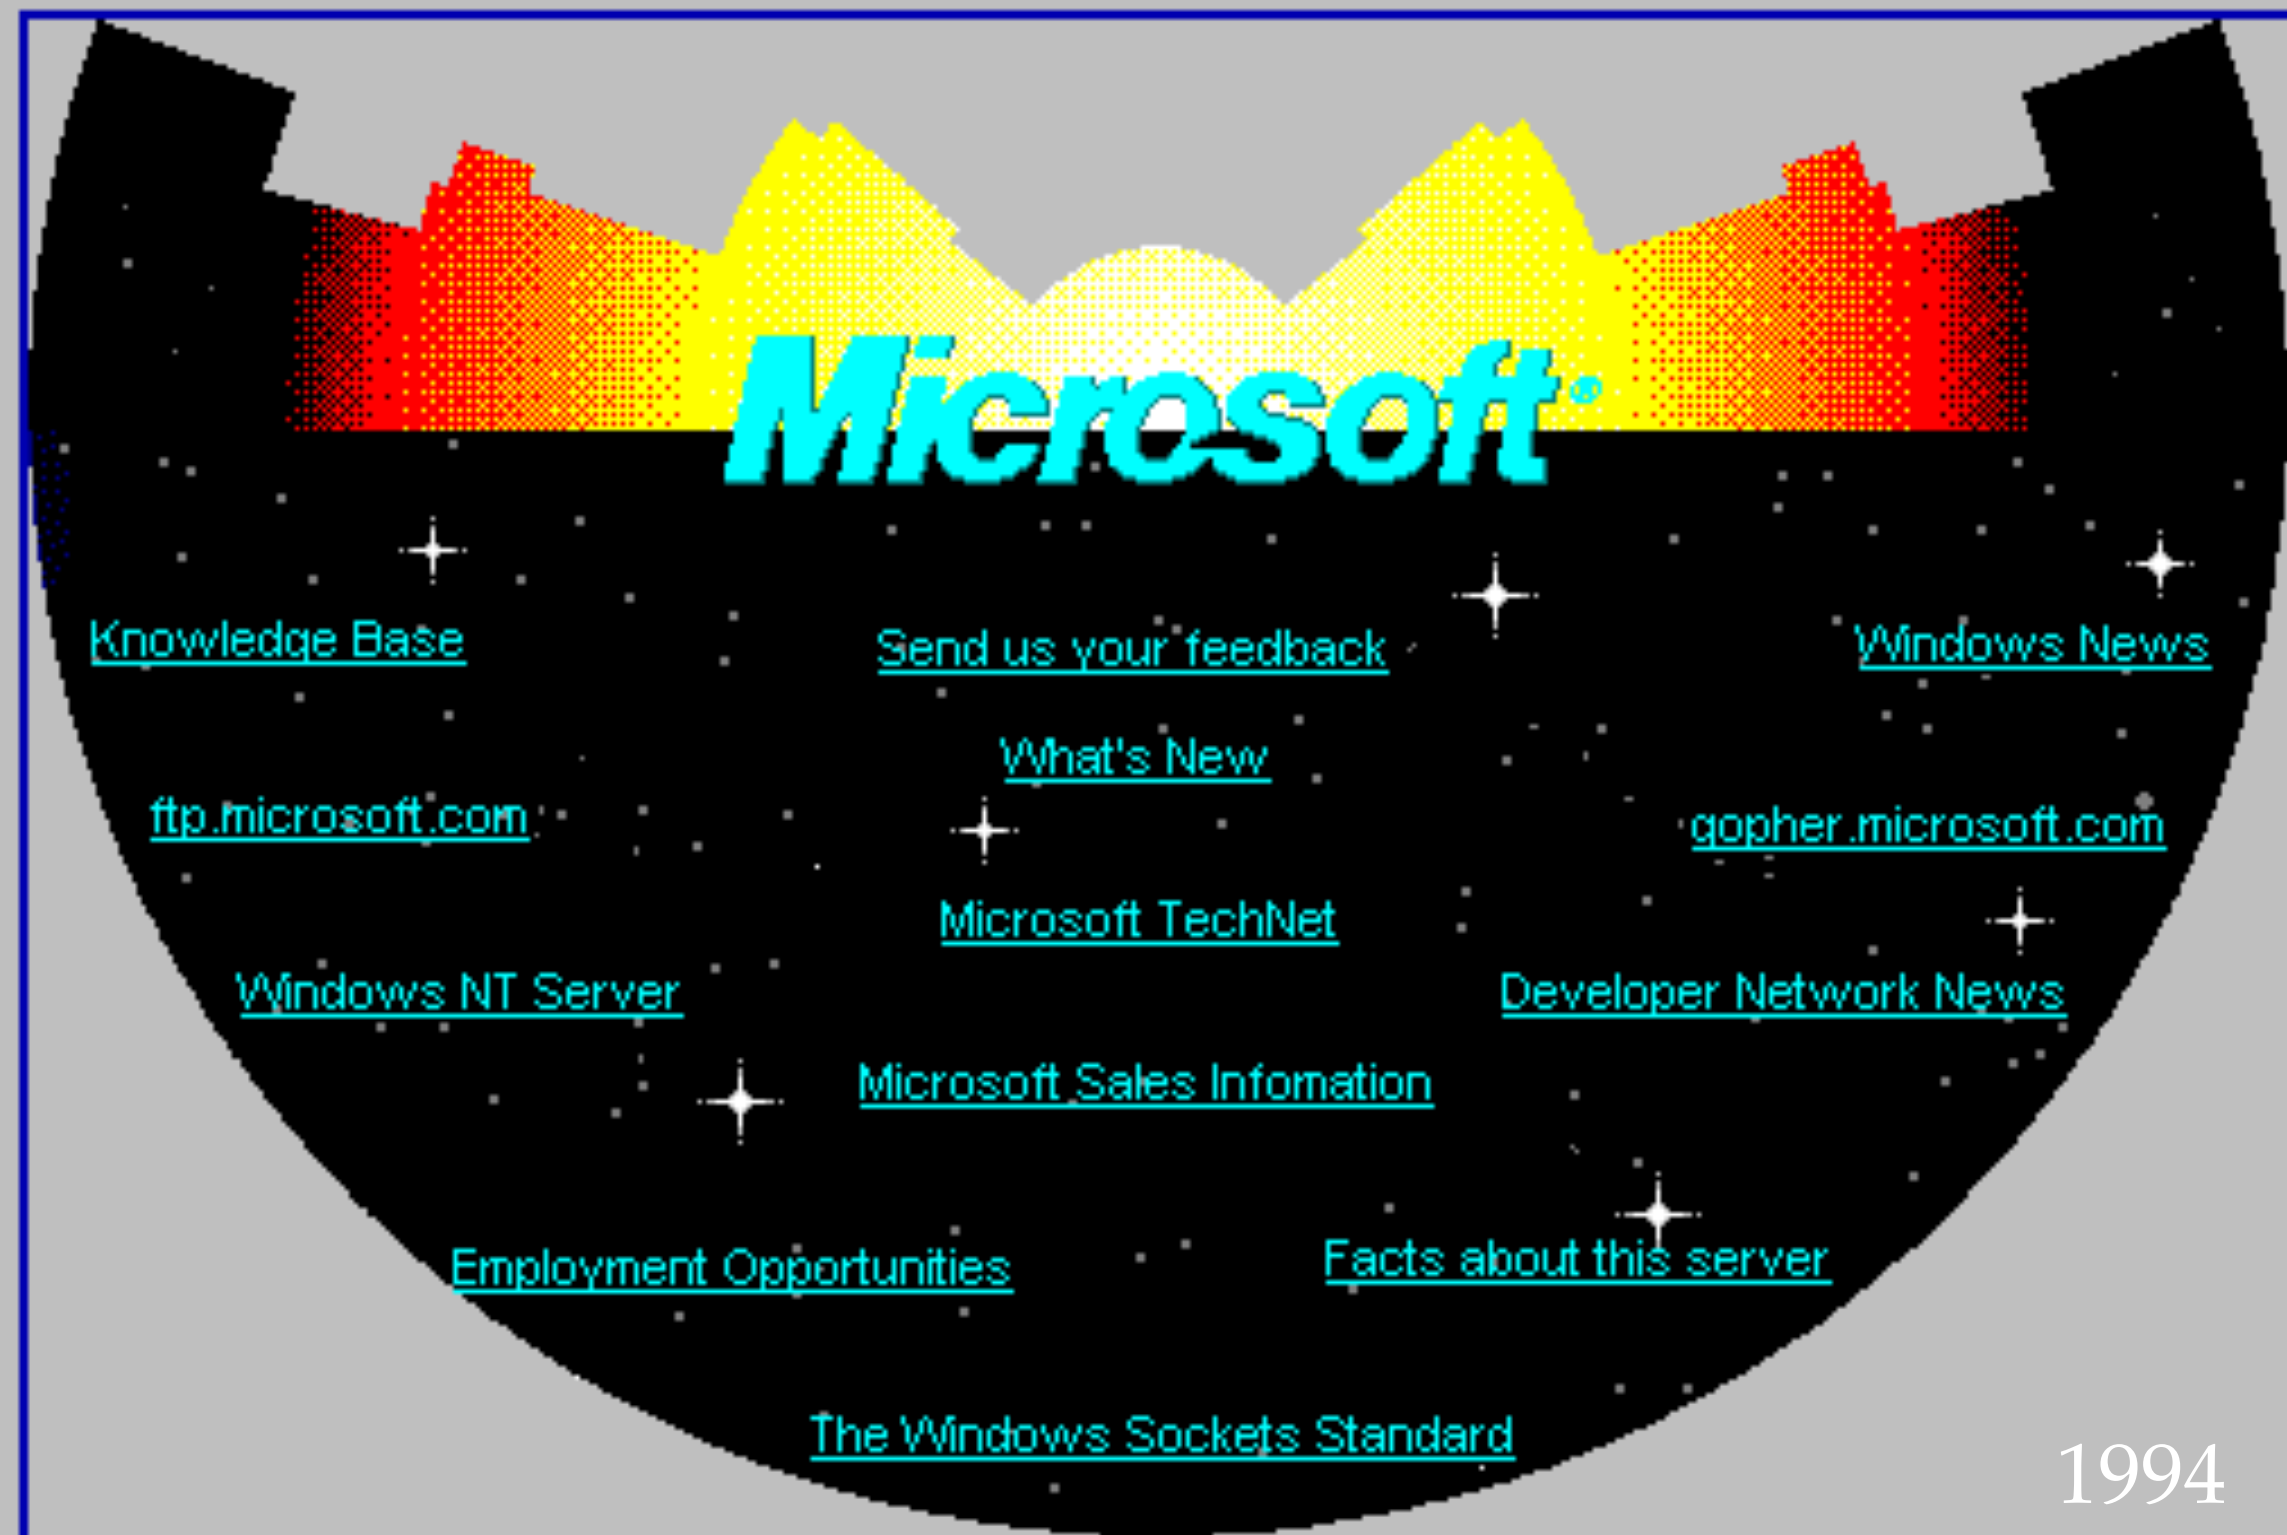 Microsoft®
Knowledge Base
Send us your feedback
Windows News
What's New
ftp.microsoft.com
gopher.microsoft.com
Microsoft TechNet
Windows NT Server
Developer Network News
Microsoft Sales Infomation
Employment Opportunities
Facts about this server
The Windows Sockets Standard
1994